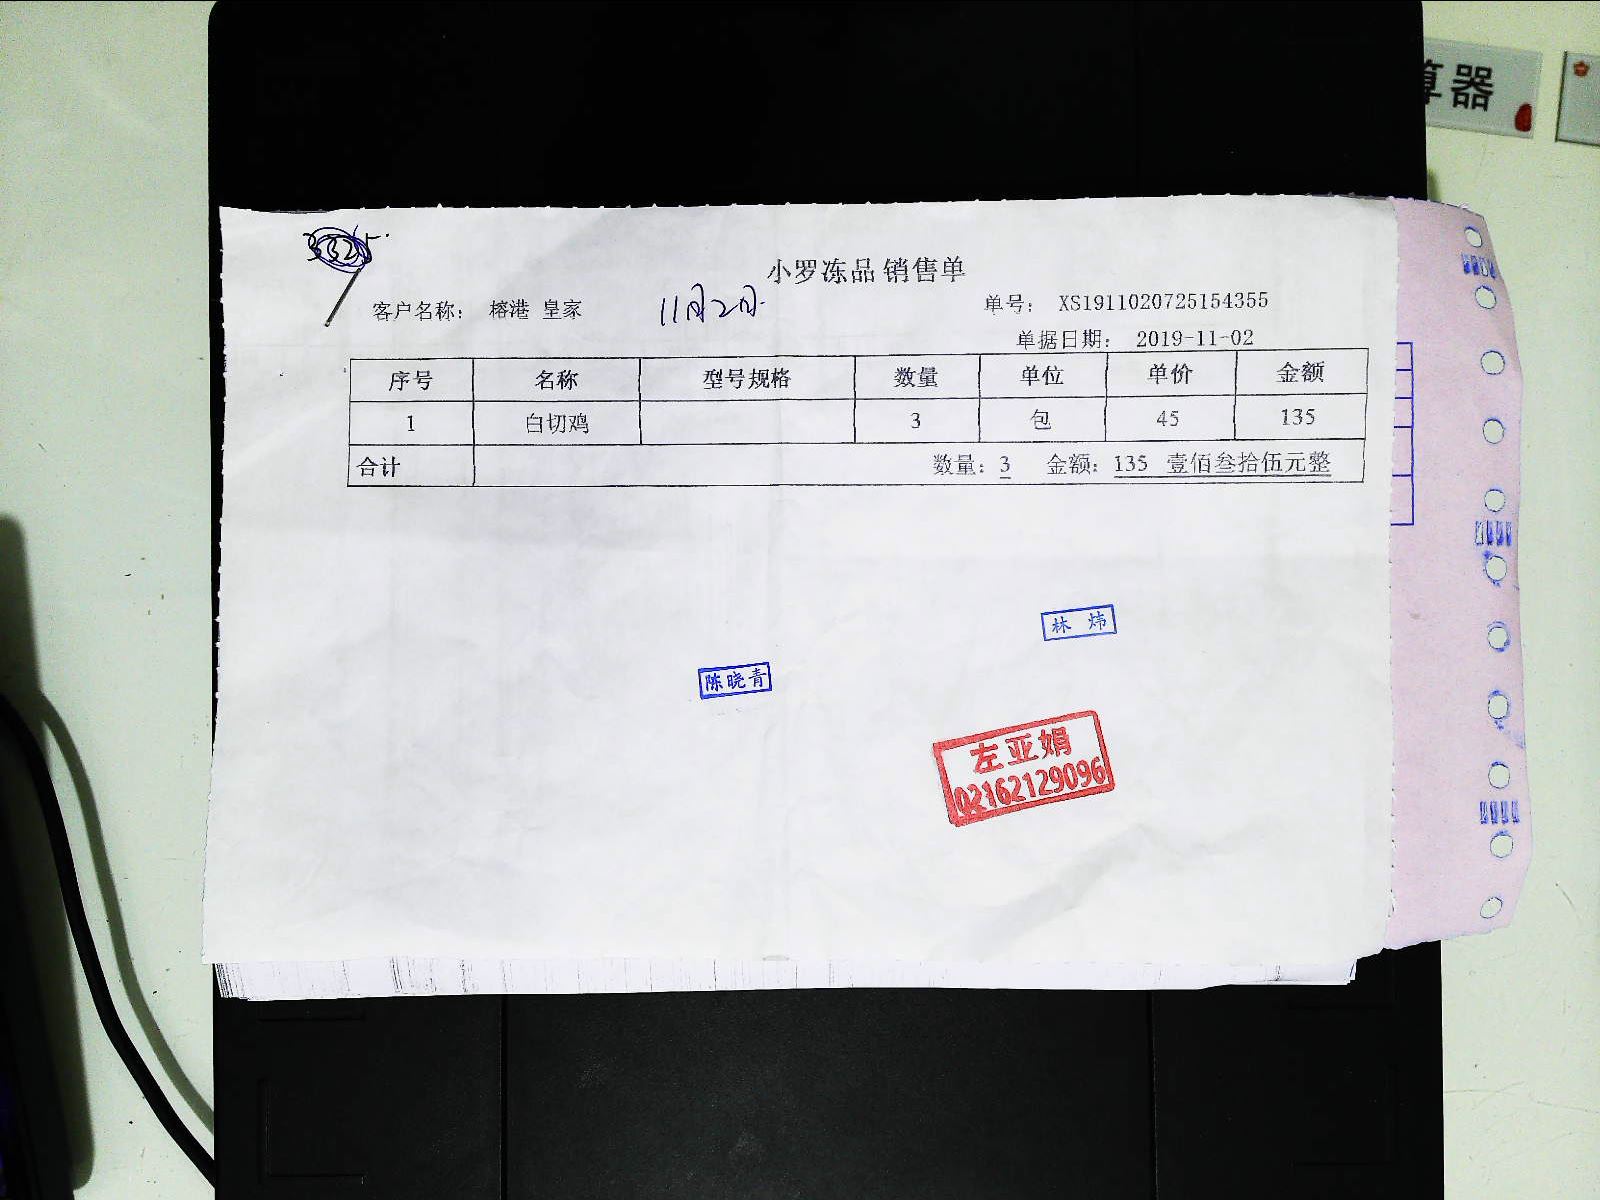 算器
小罗冻品 销售单
客户名称： 榕港 皇家 11月2日. 单号： XS1911020725154355
单据日期： 2019-11-02
序号 名称 型号规格 数量 单位 单价 金额
1 白切鸡 3 包 45 135
合计 数量：3 金额：135 壹佰叁拾伍元整
林 炜
陈晓青
左亚娟
02162129096